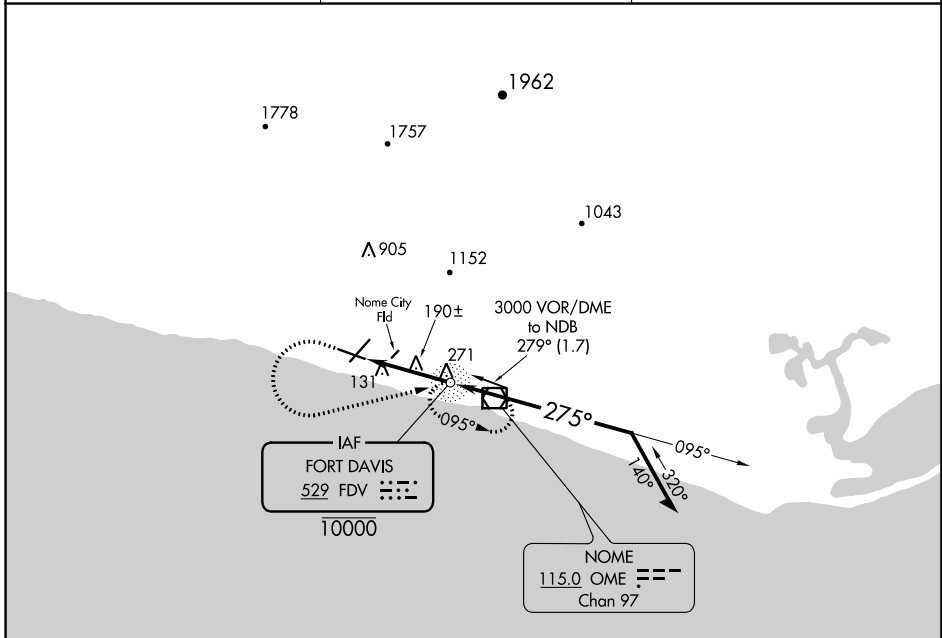 1962
1778
1757
1043
905
1152
Nome City
Fld
190±
3000 VOR/DME
to NDB
279° (1.7)
271
131
275°
095°
095°
140°
320°
IAF
FORT DAVIS
529 FDV
10000
NOME
115.0 OME
Chan 97